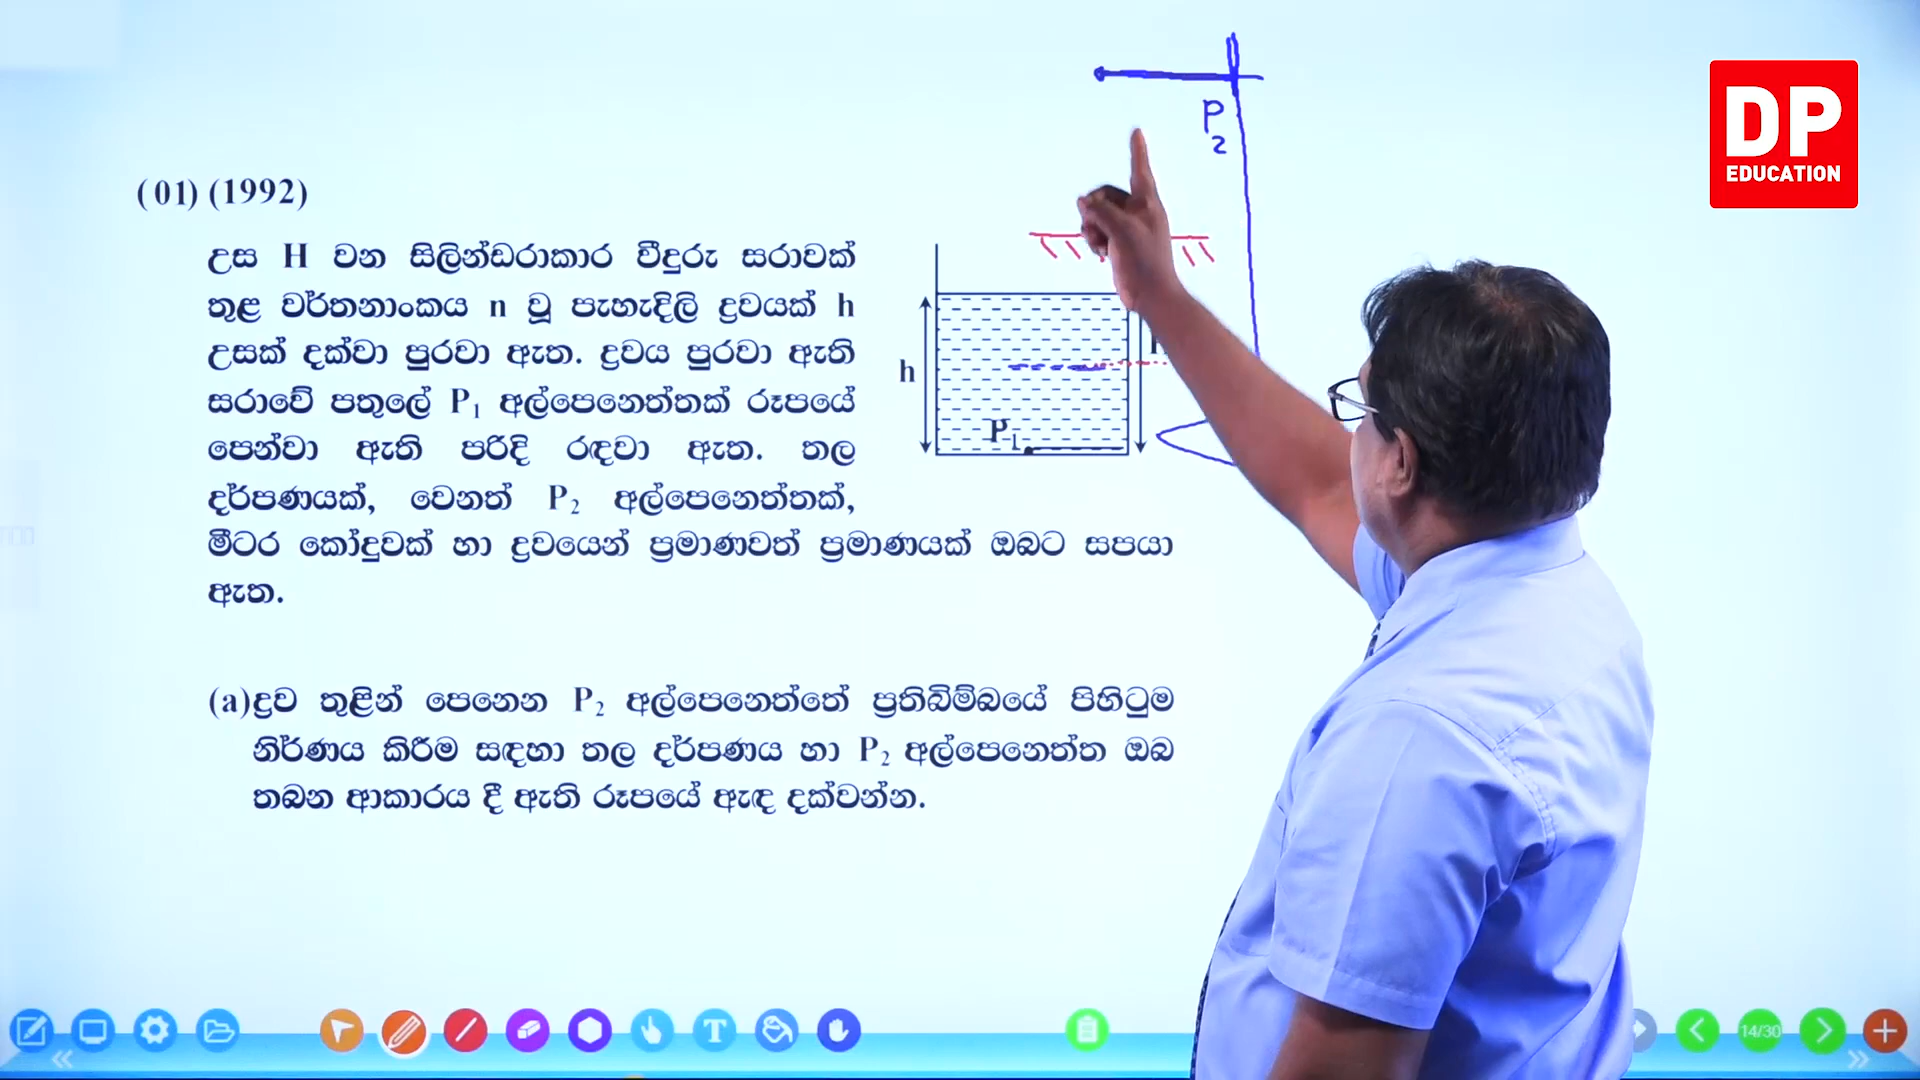 DP
EDUCATION
P
2
(01) (1992)
උස H වන සිලින්ඩරාකාර වීදුරු සරාවක්
තුළ වර්තනාංකය n වූ පැහැදිලි ද්‍රවයක් h
උසක් දක්වා පුරවා ඇත. ද්‍රවය පුරවා ඇති
සරාවේ පතුලේ P₁ අල්පෙනෙත්තක් රූපයේ
පෙන්වා ඇති පරිදි රඳවා ඇත. තල
දර්පණයක්, වෙනත් P₂ අල්පෙනෙත්තක්,
මීටර කෝදුවක් හා ද්‍රවයෙන් ප්‍රමාණවත් ප්‍රමාණයක් ඔබට සපයා
ඇත.
h
P₁
(a) ද්‍රව තුළින් පෙනෙන P₂ අල්පෙනෙත්තේ ප්‍රතිබිම්බයේ පිහිටුම
නිර්ණය කිරීම සඳහා තල දර්පණය හා P₂ අල්පෙනෙත්ත ඔබ
තබන ආකාරය දී ඇති රූපයේ ඇඳ දක්වන්න.
T
14/30